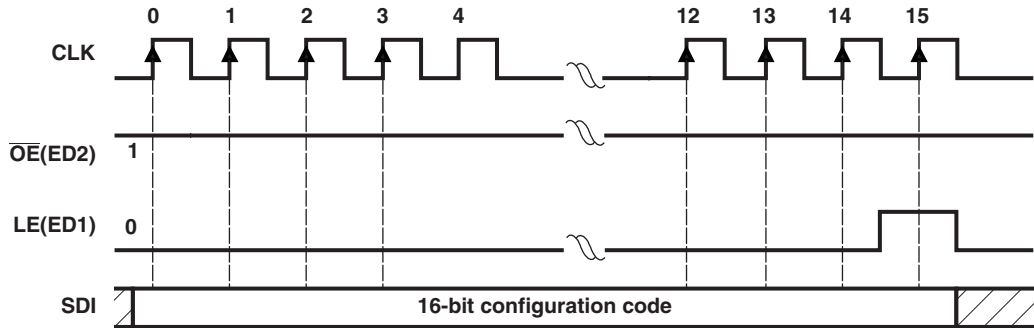 0 1 2 3 4 12 13 14 15
CLK
OE(ED2) 1
LE(ED1) 0
SDI 16-bit configuration code